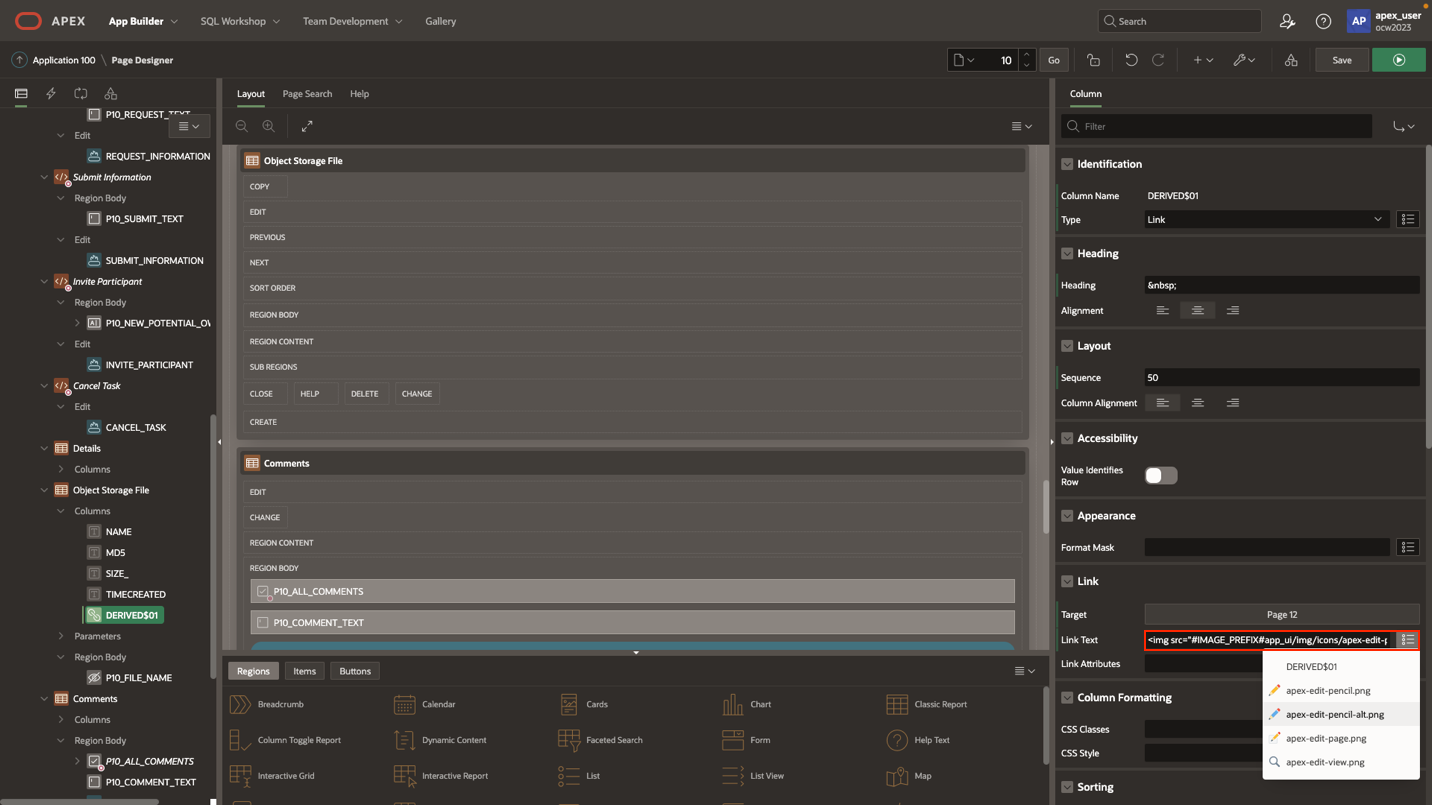 APEX
App Builder
SQL Workshop
Team Development
Gallery
Search
AP
apex_user
ocw2023
Application 100 \ Page Designer
10
Go
Save
P10_REQUEST_TEXT
Edit
REQUEST_INFORMATION
Submit Information
Region Body
P10_SUBMIT_TEXT
Edit
SUBMIT_INFORMATION
Invite Participant
Region Body
P10_NEW_POTENTIAL_OW
Edit
INVITE_PARTICIPANT
Cancel Task
Edit
CANCEL_TASK
Details
Columns
Object Storage File
Columns
NAME
MD5
SIZE_
TIMECREATED
DERIVED$01
Parameters
Region Body
P10_FILE_NAME
Comments
Columns
Region Body
P10_ALL_COMMENTS
P10_COMMENT_TEXT
Layout
Page Search
Help
Object Storage File
COPY
EDIT
PREVIOUS
NEXT
SORT ORDER
REGION BODY
REGION CONTENT
SUB REGIONS
CLOSE
HELP
DELETE
CHANGE
CREATE
Comments
EDIT
CHANGE
REGION CONTENT
REGION BODY
P10_ALL_COMMENTS
P10_COMMENT_TEXT
Regions
Items
Buttons
Breadcrumb
Calendar
Cards
Chart
Classic Report
Column Toggle Report
Dynamic Content
Faceted Search
Form
Help Text
Interactive Grid
Interactive Report
List
List View
Map
Column
Filter
Identification
Column Name
DERIVED$01
Type
Link
Heading
Heading
&nbsp;
Alignment
Layout
Sequence
50
Column Alignment
Accessibility
Value Identifies
Row
Appearance
Format Mask
Link
Target
Page 12
Link Text
<img src="#IMAGE_PREFIX#app_ui/img/icons/apex-edit-p
Link Attributes
DERIVED$01
apex-edit-pencil.png
apex-edit-pencil-alt.png
apex-edit-page.png
apex-edit-view.png
Column Formatting
CSS Classes
CSS Style
Sorting